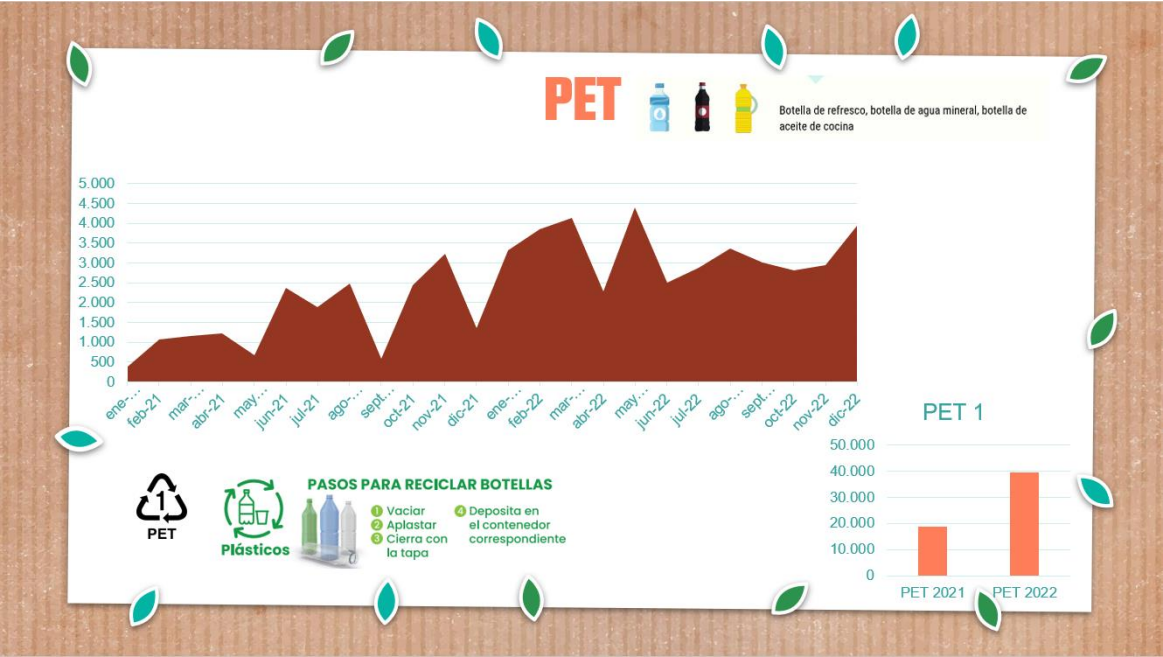 PET
Botella de refresco, botella de agua mineral, botella de
aceite de cocina
5.000
4.500
4.000
3.500
3.000
2.500
2.000
1.500
1.000
500
0
ene-...
feb-21
mar-...
abr-21
may...
jun-21
jul-21
ago-...
sept...
oct-21
nov-21
dic-21
ene-...
feb-22
mar-...
abr-22
may...
jun-22
jul-22
ago-...
sept...
oct-22
nov-22
dic-22
1
PET
Plásticos
PASOS PARA RECICLAR BOTELLAS
1 Vaciar
2 Aplastar
3 Cierra con
la tapa
4 Deposita en
el contenedor
correspondiente
PET 1
50.000
40.000
30.000
20.000
10.000
0
PET 2021
PET 2022